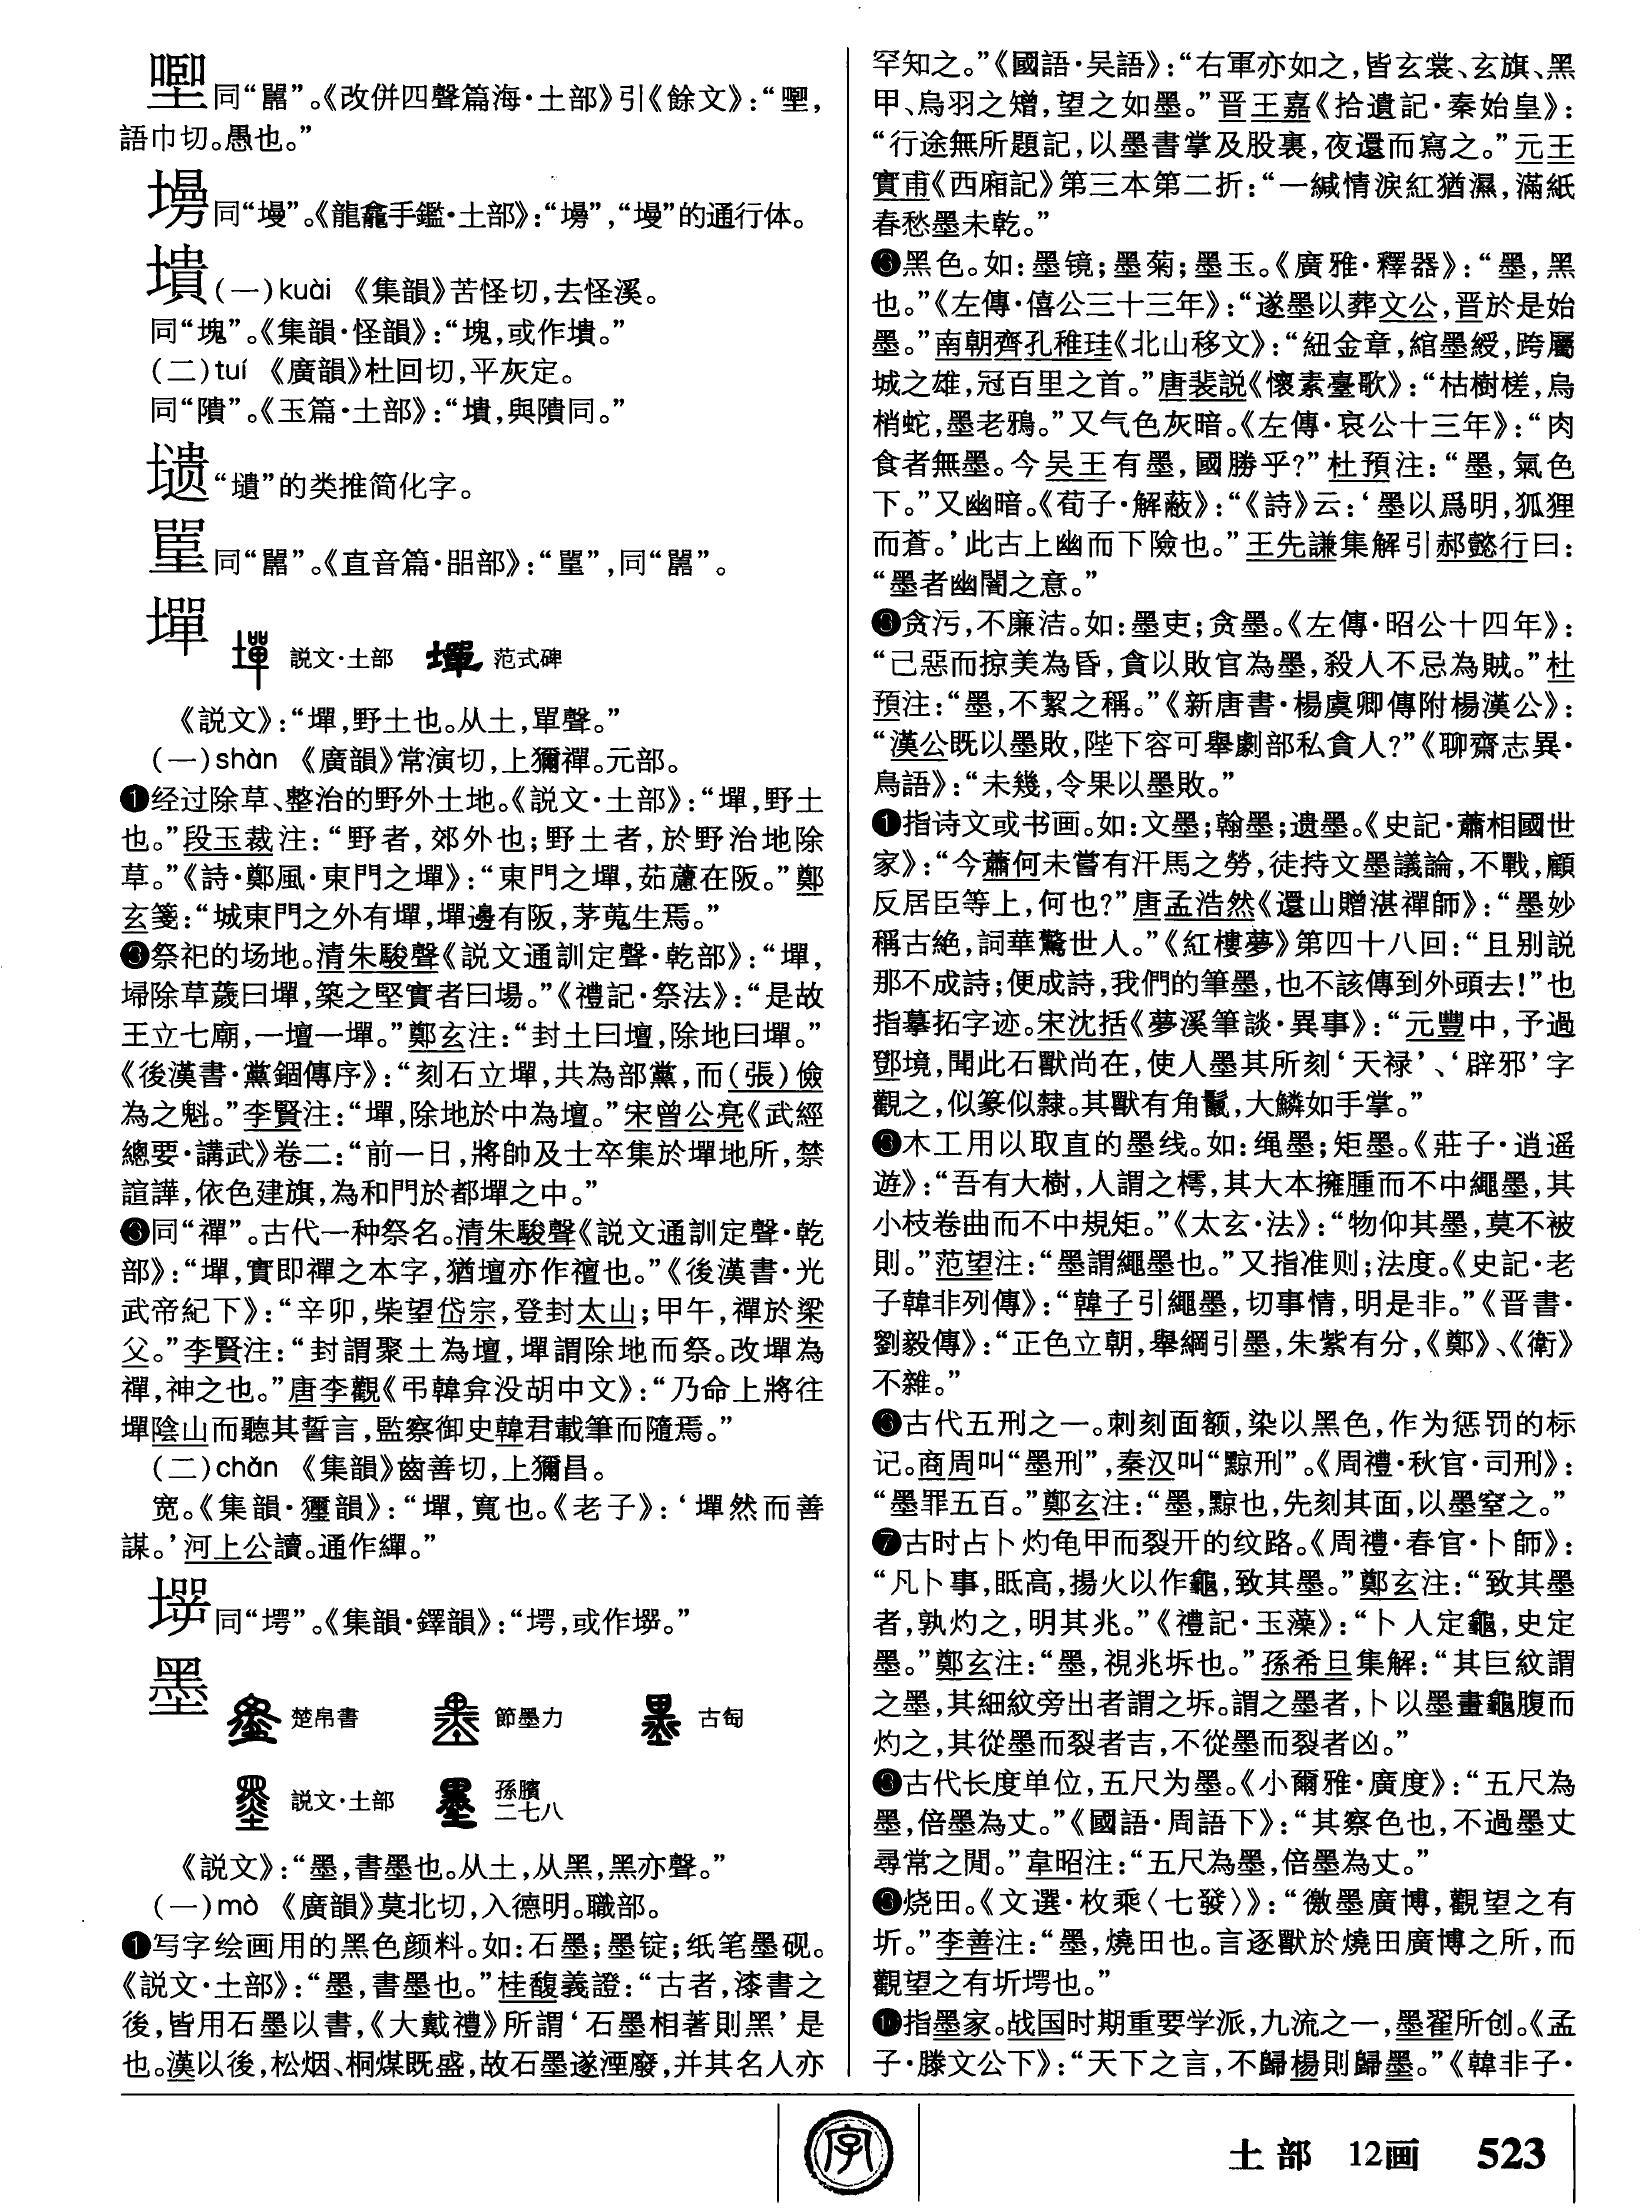 同“嚚”。《改併四聲篇海·土部》引《餘文》：“，
語巾切。愚也。”
同“墁”。《龍龕手鑑·土部》：“”，“墁”的通行体。
墤(一)kuài 《集韻》苦怪切，去怪溪。
同“塊”。《集韻·怪韻》：“塊，或作墤。”
(二)tuí 《廣韻》杜回切，平灰定。
同“隤”。《玉篇·土部》：“墤，與隤同。”
“壝”的类推简化字。
同“嚚”。《直音篇·㗊部》：“”，同“嚚”。
墠
説文·土部 范式碑
《説文》：“墠，野土也。从土，單聲。”
(一)shàn 《廣韻》常演切，上獮禪。元部。
❶经过除草、整治的野外土地。《説文·土部》：“墠，野土
也。”段玉裁注：“野者，郊外也；野土者，於野治地除
草。”《詩·鄭風·東門之墠》：“東門之墠，茹藘在阪。”鄭
玄箋：“城東門之外有墠，墠邊有阪，茅蒐生焉。”
❷祭祀的场地。清朱駿聲《説文通訓定聲·乾部》：“墠，
埽除草薉曰墠，築之堅實者曰場。”《禮記·祭法》：“是故
王立七廟，一壇一墠。”鄭玄注：“封土曰壇，除地曰墠。”
《後漢書·黨錮傳序》：“刻石立墠，共為部黨，而(張)儉
為之魁。”李賢注：“墠，除地於中為壇。”宋曾公亮《武經
總要·講武》卷二：“前一日，將帥及士卒集於墠地所，禁
諠譁，依色建旗，為和門於都墠之中。”
❸同“禪”。古代一种祭名。清朱駿聲《説文通訓定聲·乾
部》：“墠，實即禪之本字，猶壇亦作襢也。”《後漢書·光
武帝紀下》：“辛卯，柴望岱宗，登封太山；甲午，禪於梁
父。”李賢注：“封謂聚土為壇，墠謂除地而祭。改墠為
禪，神之也。”唐李觀《弔韓弇没胡中文》：“乃命上將往
墠陰山而聽其誓言，監察御史韓君載筆而隨焉。”
(二)chǎn 《集韻》齒善切，上獮昌。
宽。《集韻·獮韻》：“墠，寬也。《老子》：‘墠然而善
謀。’河上公讀。通作繟。”
同“堮”。《集韻·鐸韻》：“堮，或作。”
墨
楚帛書 節墨力 古匋
説文·土部 孫臏二七八
《説文》：“墨，書墨也。从土，从黑，黑亦聲。”
(一)mò 《廣韻》莫北切，入德明。職部。
❶写字绘画用的黑色颜料。如：石墨；墨锭；纸笔墨砚。
《説文·土部》：“墨，書墨也。”桂馥義證：“古者，漆書之
後，皆用石墨以書，《大戴禮》所謂‘石墨相著則黑’是
也。漢以後，松烟、桐煤既盛，故石墨遂湮廢，并其名人亦
罕知之。”《國語·吴語》：“右軍亦如之，皆玄裳、玄旗、黑
甲、烏羽之矰，望之如墨。”晋王嘉《拾遺記·秦始皇》：
“行途無所題記，以墨書掌及股裏，夜還而寫之。”元王
實甫《西廂記》第三本第二折：“一緘情淚紅猶濕，滿紙
春愁墨未乾。”
❷黑色。如：墨镜；墨菊；墨玉。《廣雅·釋器》：“墨，黑
也。”《左傳·僖公三十三年》：“遂墨以葬文公，晋於是始
墨。”南朝齊孔稚珪《北山移文》：“紐金章，綰墨綬，跨屬
城之雄，冠百里之首。”唐裴説《懷素臺歌》：“枯樹槎，烏
梢蛇，墨老鴉。”又气色灰暗。《左傳·哀公十三年》：“肉
食者無墨。今吴王有墨，國勝乎？”杜預注：“墨，氣色
下。”又幽暗。《荀子·解蔽》：“《詩》云：‘墨以爲明，狐狸
而蒼。’此古上幽而下險也。”王先謙集解引郝懿行曰：
“墨者幽闇之意。”
❸贪污，不廉洁。如：墨吏；贪墨。《左傳·昭公十四年》：
“己惡而掠美為昏，貪以敗官為墨，殺人不忌為賊。”杜
預注：“墨，不絜之稱。”《新唐書·楊虞卿傳附楊漢公》：
“漢公既以墨敗，陛下容可舉劇部私貪人？”《聊齋志異·
鳥語》：“未幾，令果以墨敗。”
❹指诗文或书画。如：文墨；翰墨；遗墨。《史記·蕭相國世
家》：“今蕭何未嘗有汗馬之勞，徒持文墨議論，不戰，顧
反居臣等上，何也？”唐孟浩然《還山贈湛禪師》：“墨妙
稱古絶，詞華驚世人。”《紅樓夢》第四十八回：“且别説
那不成詩；便成詩，我們的筆墨，也不該傳到外頭去！”也
指摹拓字迹。宋沈括《夢溪筆談·異事》：“元豐中，予過
鄧境，聞此石獸尚在，使人墨其所刻‘天禄’、‘辟邪’字
觀之，似篆似隸。其獸有角鬣，大鱗如手掌。”
❺木工用以取直的墨线。如：绳墨；矩墨。《莊子·逍遥
遊》：“吾有大樹，人謂之樗，其大本擁腫而不中繩墨，其
小枝卷曲而不中規矩。”《太玄·法》：“物仰其墨，莫不被
則。”范望注：“墨謂繩墨也。”又指准则；法度。《史記·老
子韓非列傳》：“韓子引繩墨，切事情，明是非。”《晋書·
劉毅傳》：“正色立朝，舉綱引墨，朱紫有分，《鄭》、《衛》
不雜。”
❻古代五刑之一。刺刻面额，染以黑色，作为惩罚的标
记。商周叫“墨刑”，秦汉叫“黥刑”。《周禮·秋官·司刑》：
“墨罪五百。”鄭玄注：“墨，黥也，先刻其面，以墨窒之。”
❼古时占卜灼龟甲而裂开的纹路。《周禮·春官·卜師》：
“凡卜事，眡高，揚火以作龜，致其墨。”鄭玄注：“致其墨
者，孰灼之，明其兆。”《禮記·玉藻》：“卜人定龜，史定
墨。”鄭玄注：“墨，視兆坼也。”孫希旦集解：“其巨紋謂
之墨，其細紋旁出者謂之坼。謂之墨者，卜以墨畫龜腹而
灼之，其從墨而裂者吉，不從墨而裂者凶。”
❽古代长度单位，五尺为墨。《小爾雅·廣度》：“五尺為
墨，倍墨為丈。”《國語·周語下》：“其察色也，不過墨丈
尋常之閒。”韋昭注：“五尺為墨，倍墨為丈。”
❾烧田。《文選·枚乘〈七發〉》：“徼墨廣博，觀望之有
圻。”李善注：“墨，燒田也。言逐獸於燒田廣博之所，而
觀望之有圻堮也。”
❿指墨家。战国时期重要学派，九流之一，墨翟所创。《孟
子·滕文公下》：“天下之言，不歸楊則歸墨。”《韓非子·
字
土部 12画 523